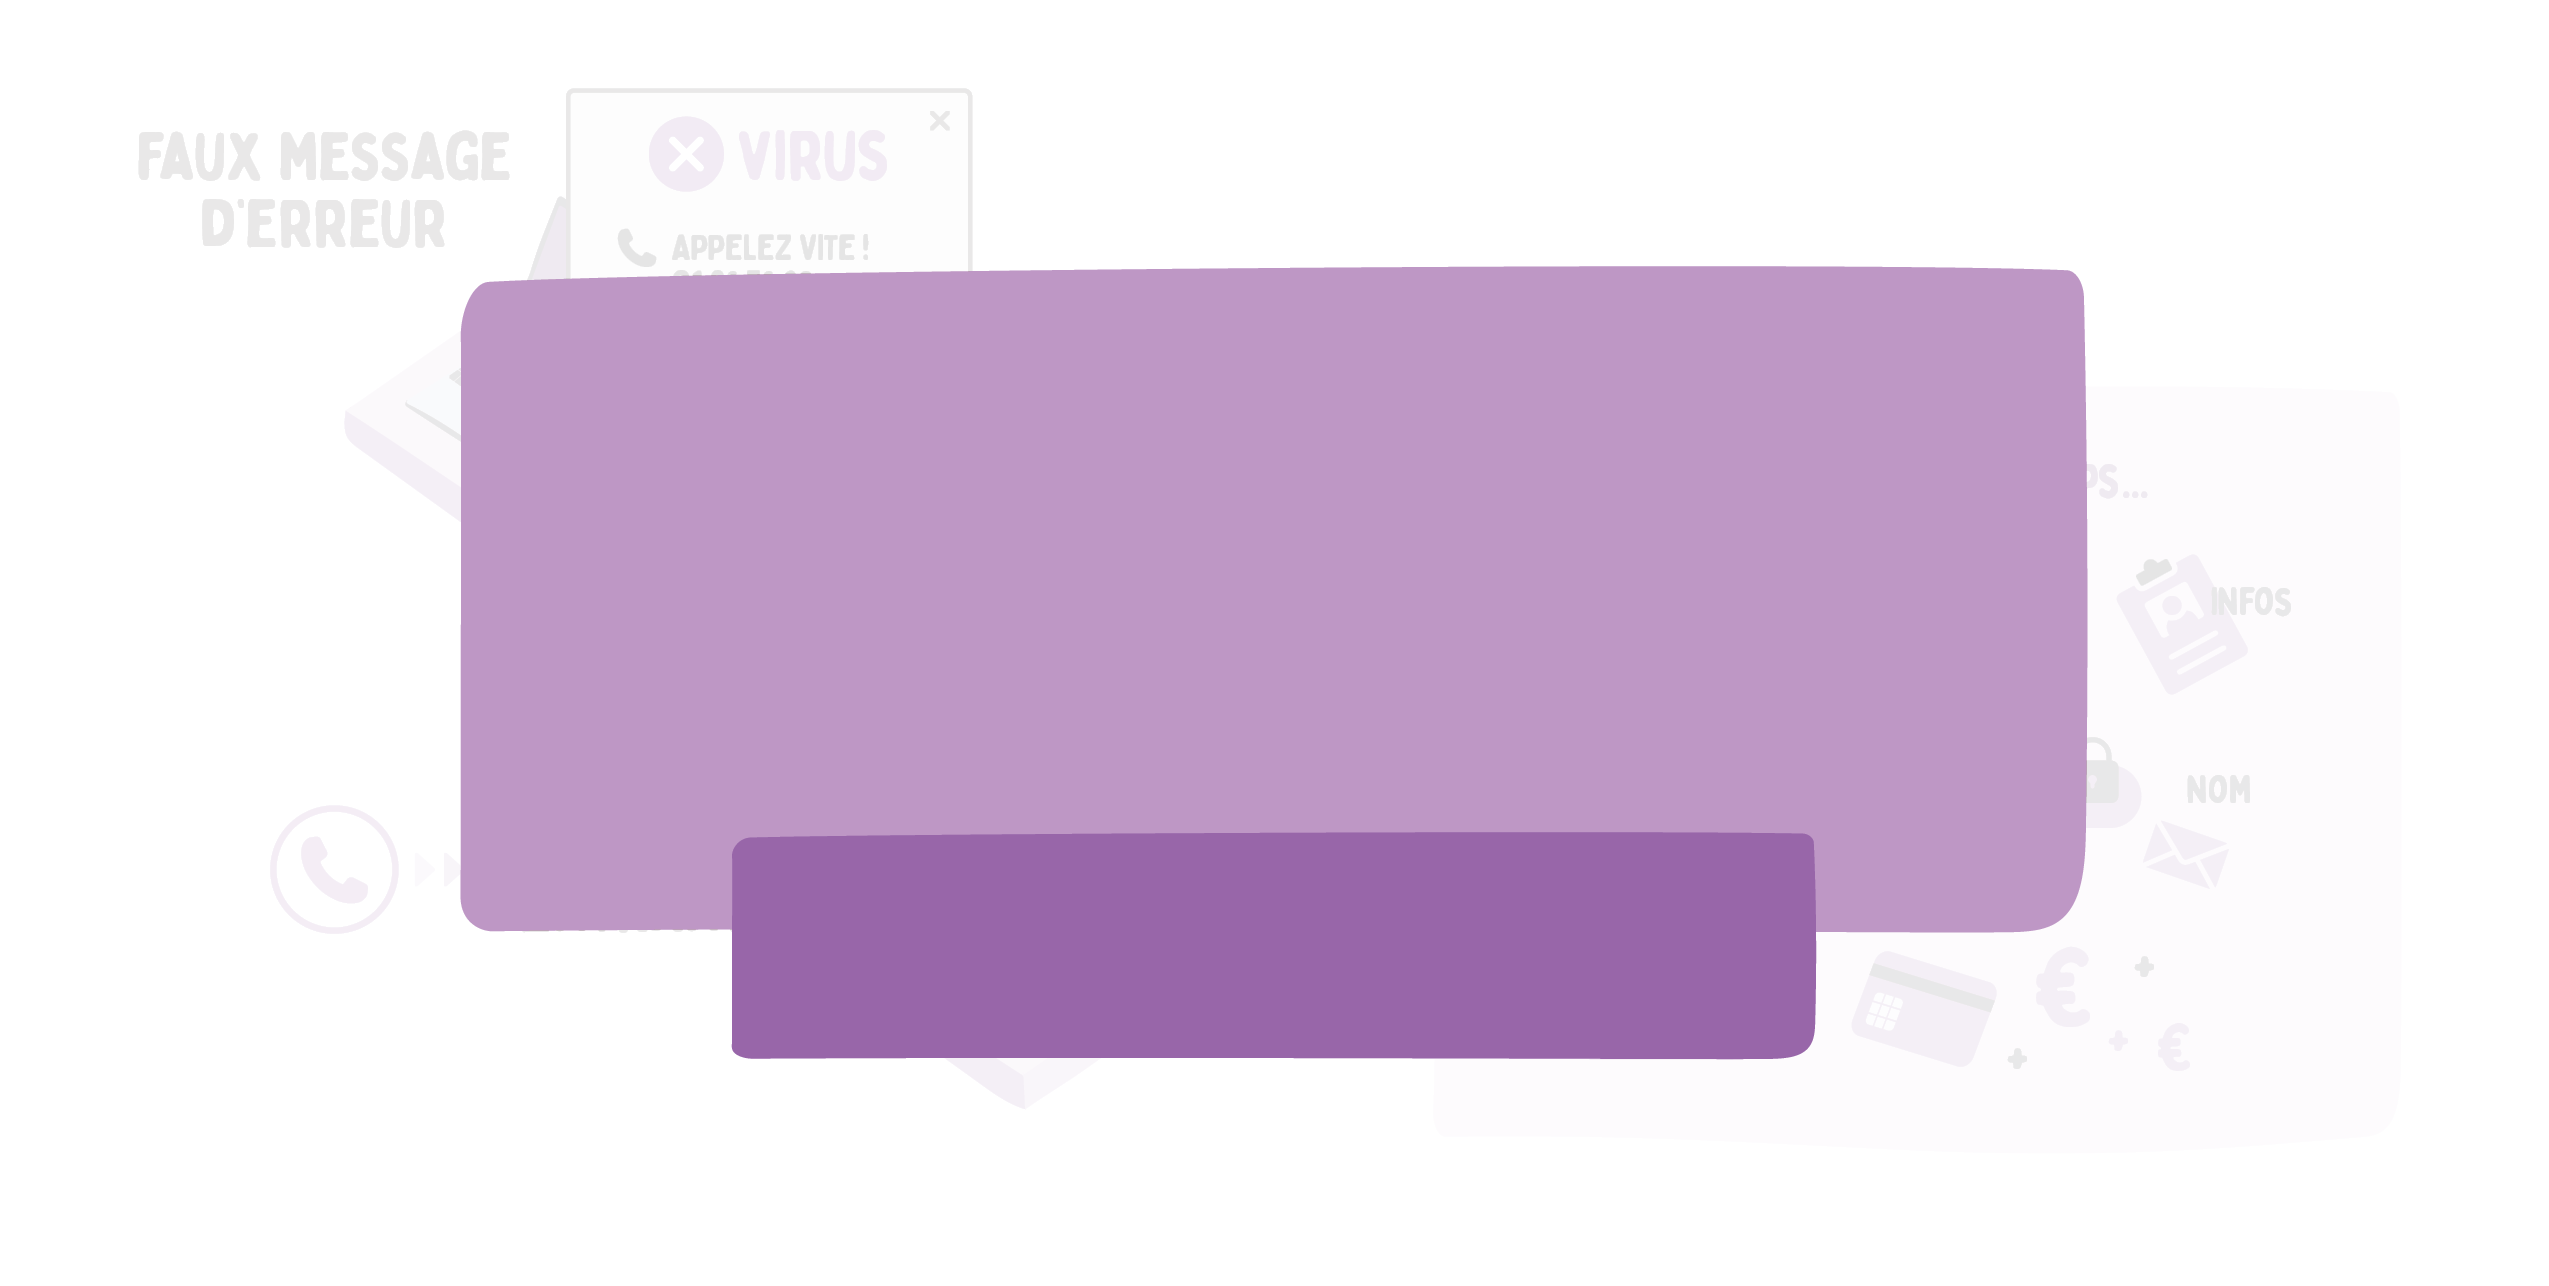 FAUX MESSAGE
D'ERREUR
VIRUS
APPELEZ VITE !
INFOS
NOM